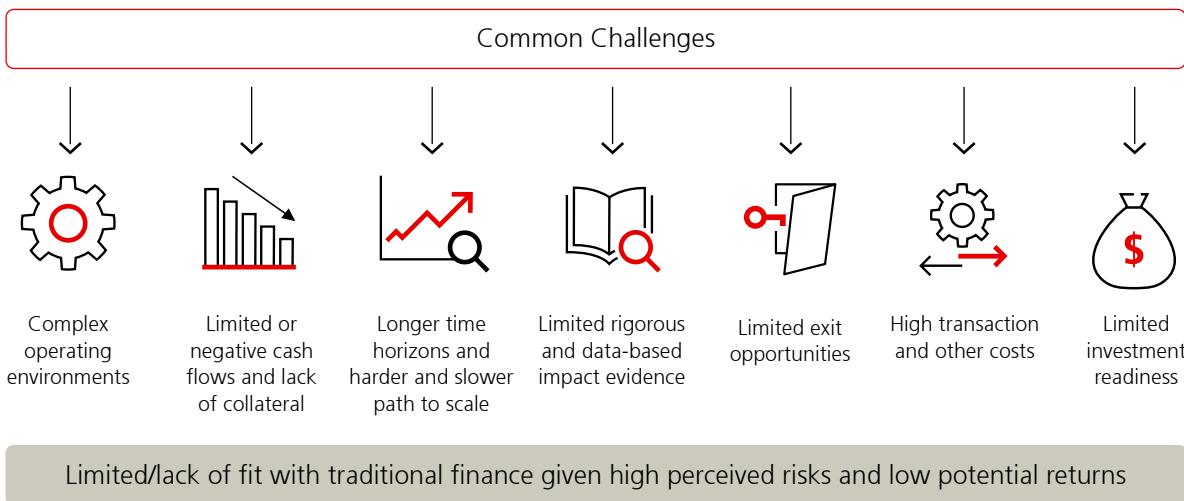 Common Challenges
Complex
operating
environments
Limited or
negative cash
flows and lack
of collateral
Longer time
horizons and
harder and slower
path to scale
Limited rigorous
and data-based
impact evidence
Limited exit
opportunities
High transaction
and other costs
$
Limited
investment
readiness
Limited/lack of fit with traditional finance given high perceived risks and low potential returns